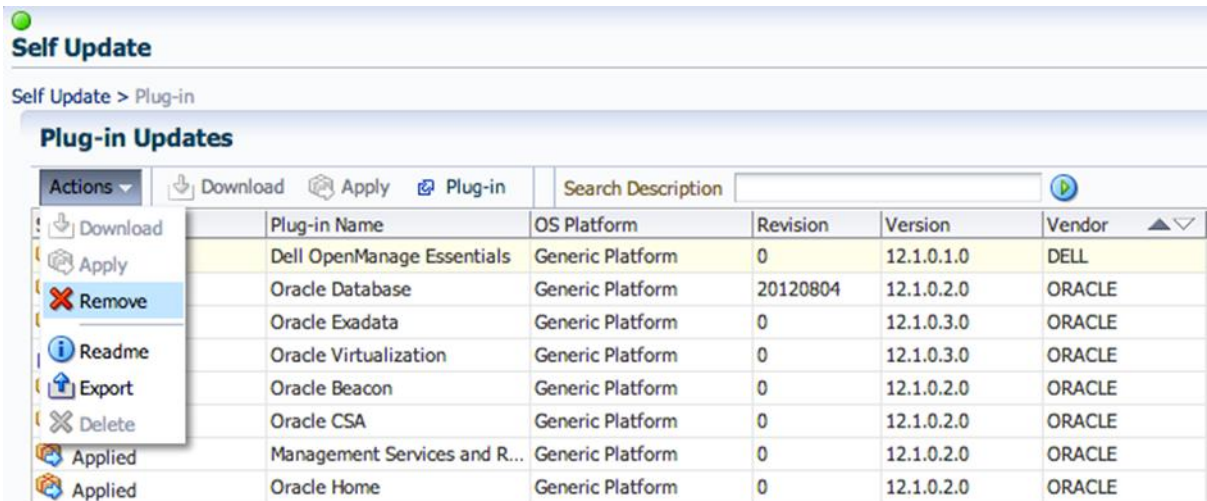 Self Update
Self Update > Plug-in
Plug-in Updates
Actions Download Apply Plug-in Search Description
Plug-in Name OS Platform Revision Version Vendor
Download
Dell OpenManage Essentials Generic Platform 0 12.1.0.1.0 DELL
Apply
Oracle Database Generic Platform 20120804 12.1.0.2.0 ORACLE
Remove
Oracle Exadata Generic Platform 0 12.1.0.3.0 ORACLE
Readme
Oracle Virtualization Generic Platform 0 12.1.0.3.0 ORACLE
Export
Oracle Beacon Generic Platform 0 12.1.0.2.0 ORACLE
Delete
Oracle CSA Generic Platform 0 12.1.0.2.0 ORACLE
Applied Management Services and R... Generic Platform 0 12.1.0.2.0 ORACLE
Applied Oracle Home Generic Platform 0 12.1.0.2.0 ORACLE